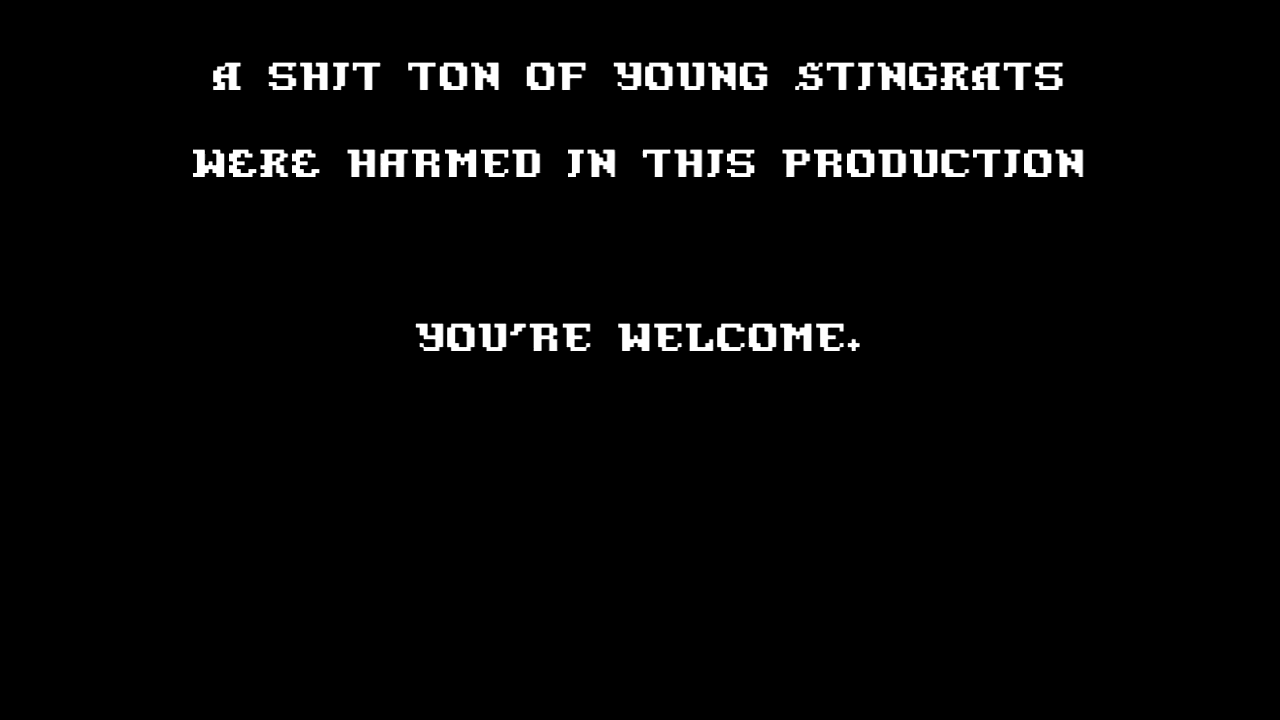 A SHIT TON OF YOUNG STINGRATS
WERE HARMED IN THIS PRODUCTION
YOU'RE WELCOME.